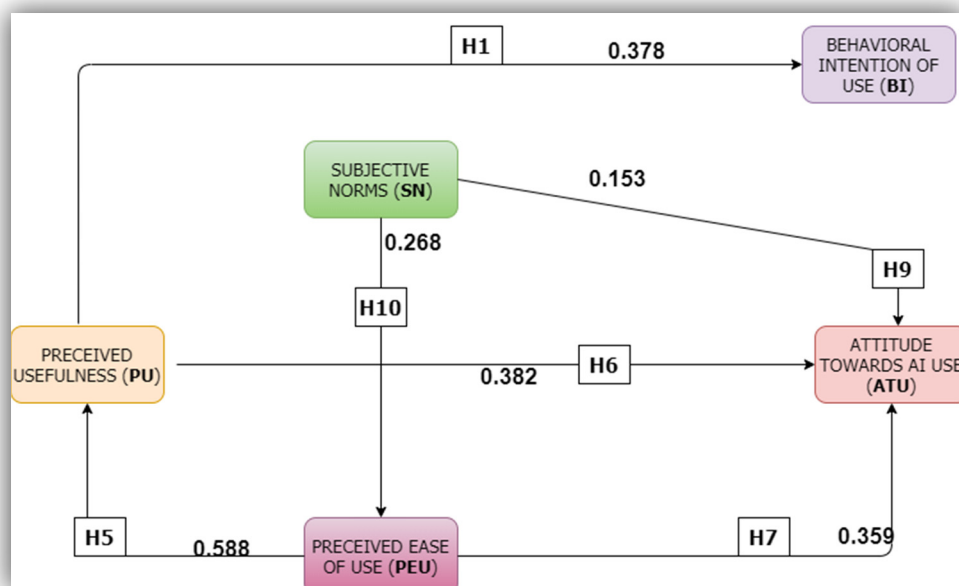 H1
0.378
BEHAVIORAL
INTENTION OF
USE (BI)
SUBJECTIVE
NORMS (SN)
0.153
0.268
H9
H10
PRECEIVED
USEFULNESS (PU)
0.382
H6
ATTITUDE
TOWARDS AI USE
(ATU)
H5
0.588
PRECEIVED EASE
OF USE (PEU)
H7
0.359